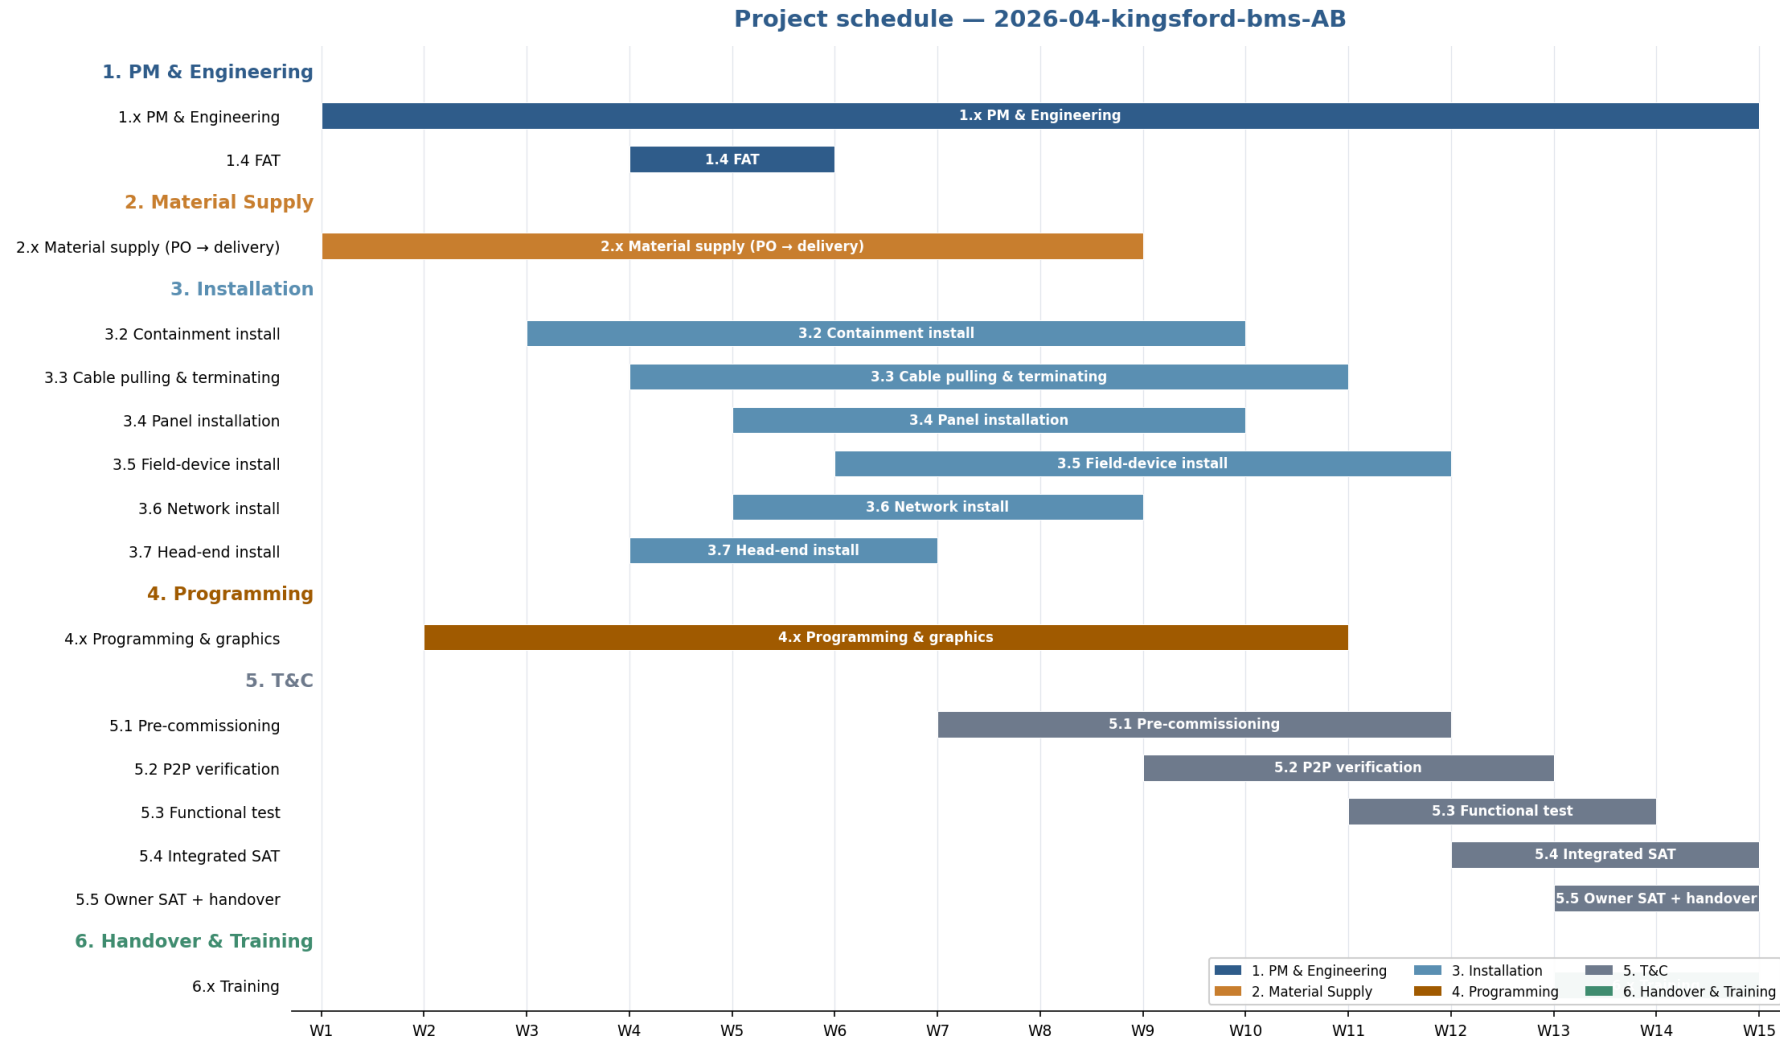 Project schedule — 2026-04-kingsford-bms-AB
1. PM & Engineering
1.x PM & Engineering
1.x PM & Engineering
1.4 FAT
1.4 FAT
2. Material Supply
2.x Material supply (PO → delivery)
2.x Material supply (PO → delivery)
3. Installation
3.2 Containment install
3.2 Containment install
3.3 Cable pulling & terminating
3.3 Cable pulling & terminating
3.4 Panel installation
3.4 Panel installation
3.5 Field-device install
3.5 Field-device install
3.6 Network install
3.6 Network install
3.7 Head-end install
3.7 Head-end install
4. Programming
4.x Programming & graphics
4.x Programming & graphics
5. T&C
5.1 Pre-commissioning
5.1 Pre-commissioning
5.2 P2P verification
5.2 P2P verification
5.3 Functional test
5.3 Functional test
5.4 Integrated SAT
5.4 Integrated SAT
5.5 Owner SAT + handover
5.5 Owner SAT + handover
6. Handover & Training
6.x Training
1. PM & Engineering
2. Material Supply
3. Installation
4. Programming
5. T&C
6. Handover & Training
W1 W2 W3 W4 W5 W6 W7 W8 W9 W10 W11 W12 W13 W14 W15